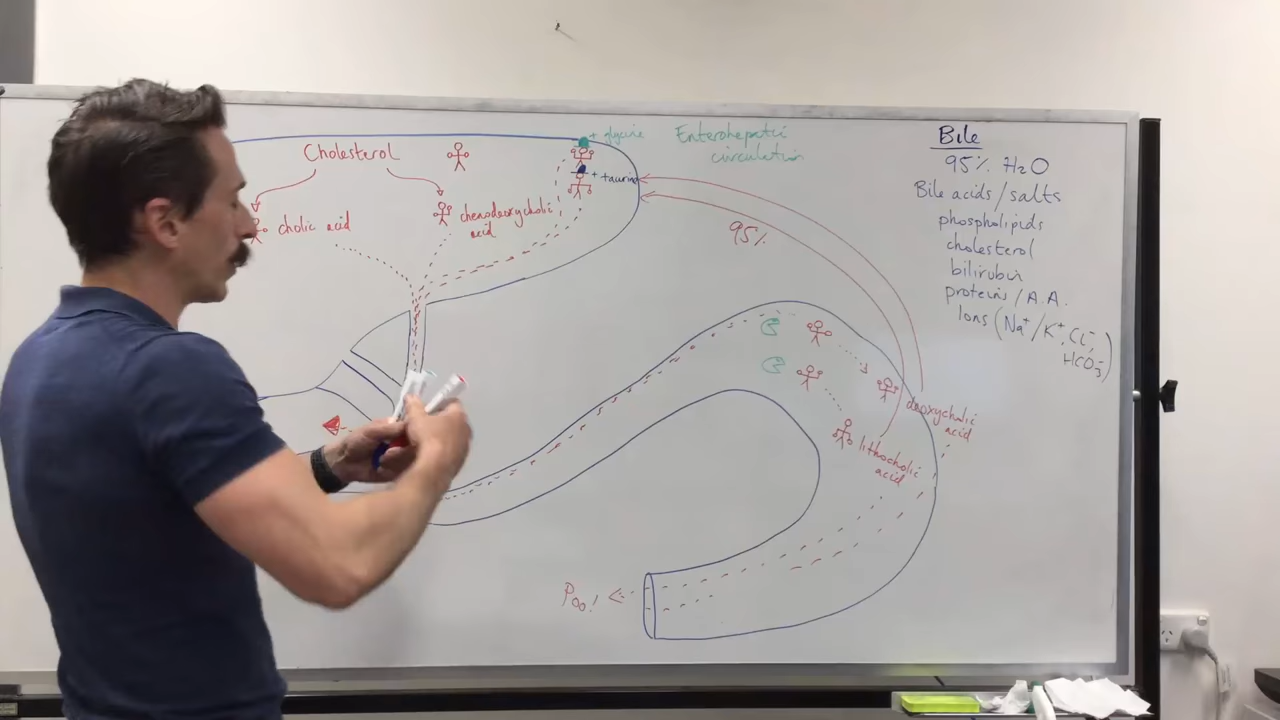 Cholesterol
cholic acid
chenodeoxycholic
acid
+ glycine
+ taurine
Enterohepatic
circulation
95%
deoxycholic
acid
lithocholic
acid
Poo!
Bile
95% H₂O
Bile acids/salts
phospholipids
cholesterol
bilirubin
proteins/A.A.
Ions (Na⁺/K⁺, Cl⁻,
HCO₃⁻)